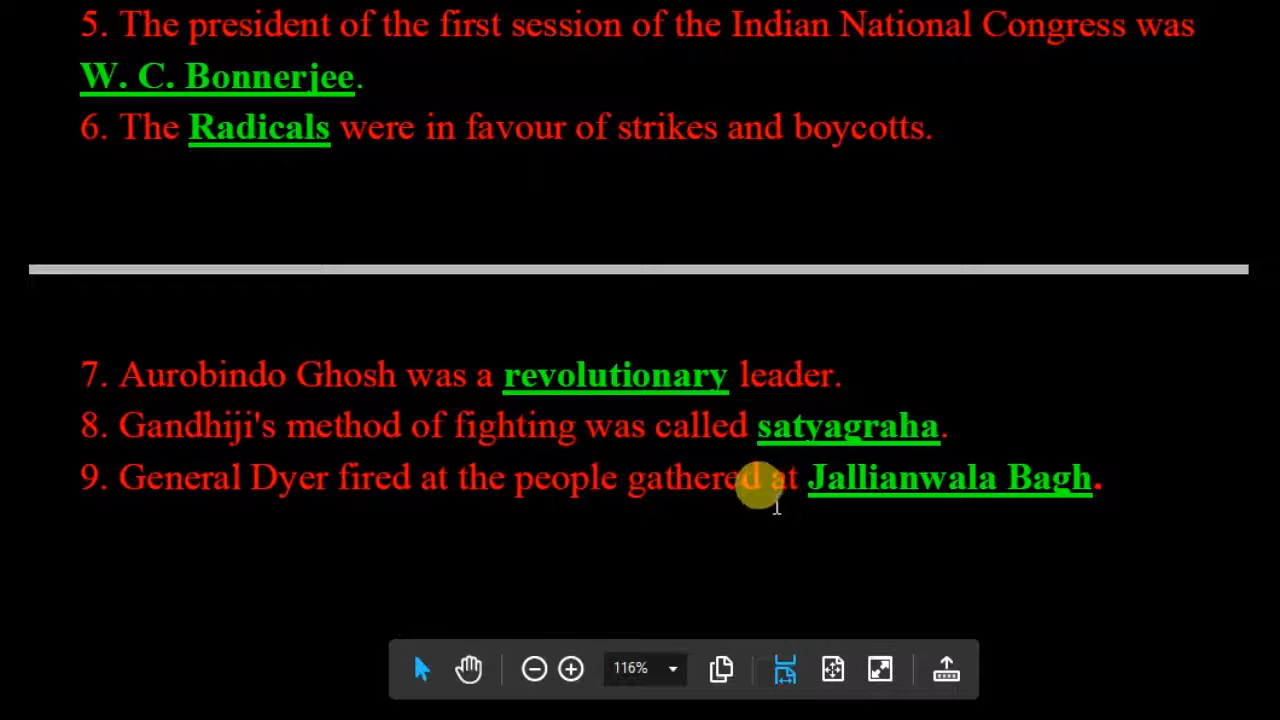 5. The president of the first session of the Indian National Congress was
W. C. Bonnerjee.
6. The Radicals were in favour of strikes and boycotts.
7. Aurobindo Ghosh was a revolutionary leader.
8. Gandhiji's method of fighting was called satyagraha.
9. General Dyer fired at the people gathered at Jallianwala Bagh.
116%